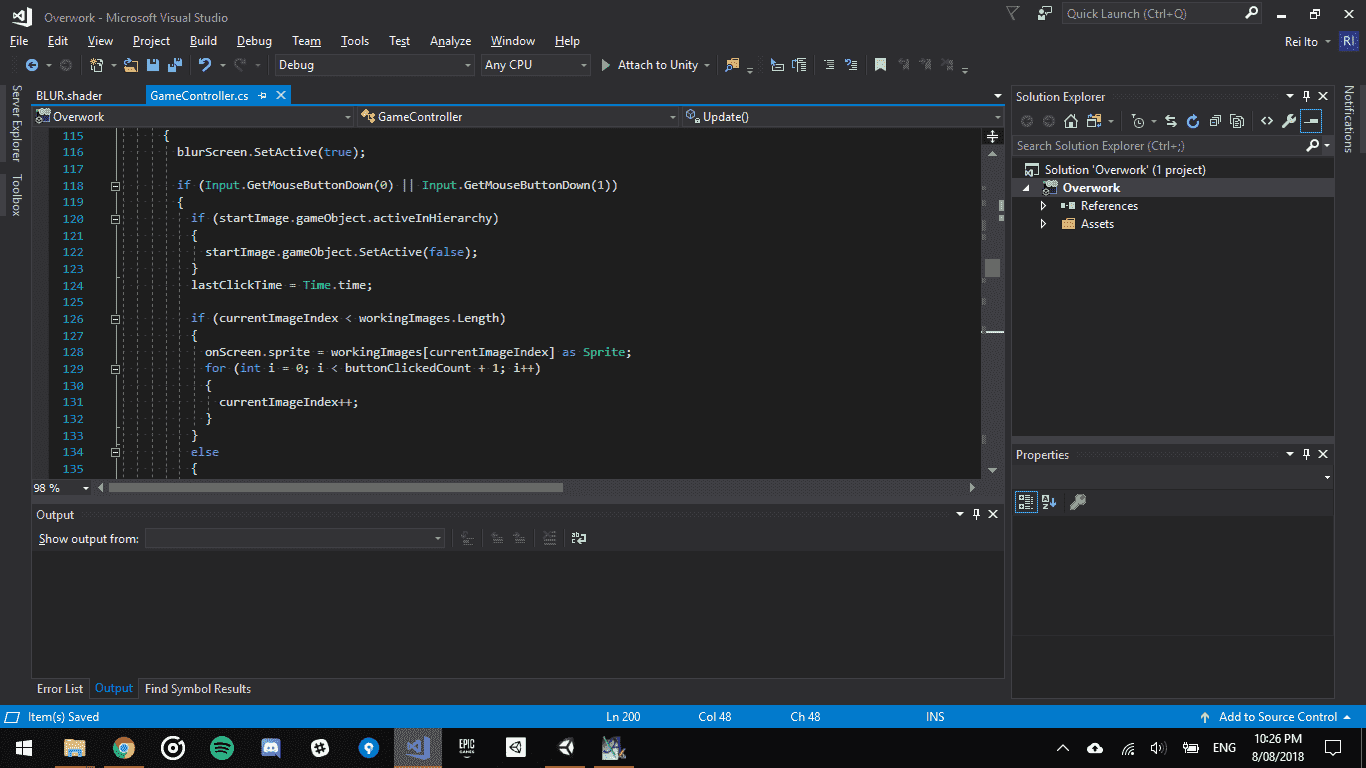 Overwork - Microsoft Visual Studio
Quick Launch (Ctrl+Q)
File Edit View Project Build Debug Team Tools Test Analyze Window Help
Rei Ito RI
Debug Any CPU Attach to Unity
Server Explorer
Toolbox
BLUR.shader GameController.cs
Overwork GameController Update()
115 {
116 blurScreen.SetActive(true);
117
118 if (Input.GetMouseButtonDown(0) || Input.GetMouseButtonDown(1))
119 {
120 if (startImage.gameObject.activeInHierarchy)
121 {
122 startImage.gameObject.SetActive(false);
123 }
124 lastClickTime = Time.time;
125
126 if (currentImageIndex < workingImages.Length)
127 {
128 onScreen.sprite = workingImages[currentImageIndex] as Sprite;
129 for (int i = 0; i < buttonClickedCount + 1; i++)
130 {
131 currentImageIndex++;
132 }
133 }
134 else
135 {
98 %
Output
Show output from:
Error List Output Find Symbol Results
Solution Explorer
Search Solution Explorer (Ctrl+;)
Solution 'Overwork' (1 project)
Overwork
References
Assets
Properties
Notifications
Item(s) Saved Ln 200 Col 48 Ch 48 INS Add to Source Control
EPIC
GAMES
ENG
10:26 PM
8/08/2018